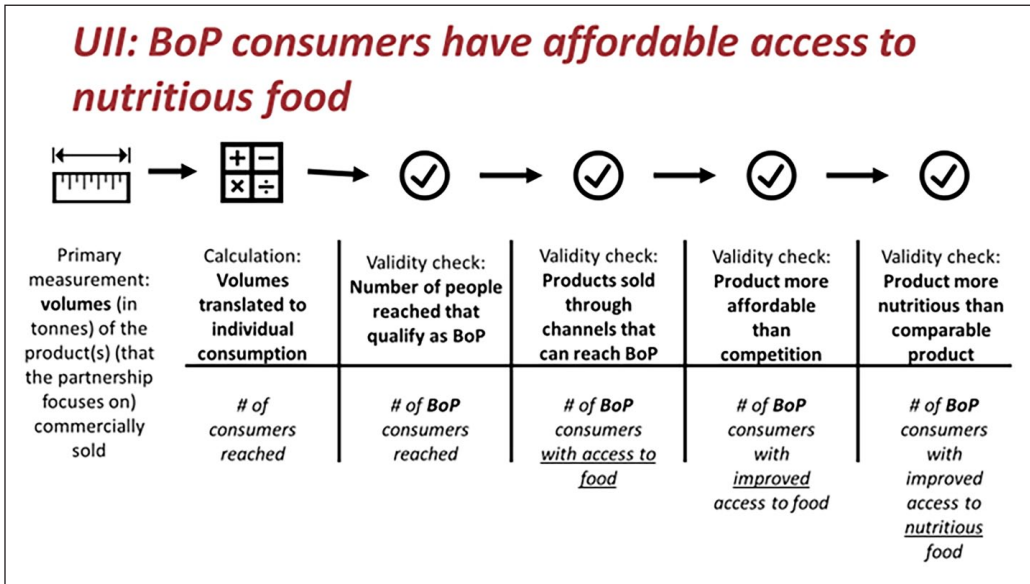 UII: BoP consumers have affordable access to
nutritious food
+ −
× ÷
Primary
measurement:
volumes (in
tonnes) of the
product(s) (that
the partnership
focuses on)
commercially
sold
Calculation:
Volumes
translated to
individual
consumption
# of
consumers
reached
Validity check:
Number of people
reached that
qualify as BoP
# of BoP
consumers
reached
Validity check:
Products sold
through
channels that
can reach BoP
# of BoP
consumers
with access to
food
Validity check:
Product more
affordable
than
competition
# of BoP
consumers
with
improved
access to food
Validity check:
Product more
nutritious than
comparable
product
# of BoP
consumers
with
improved
access to
nutritious
food